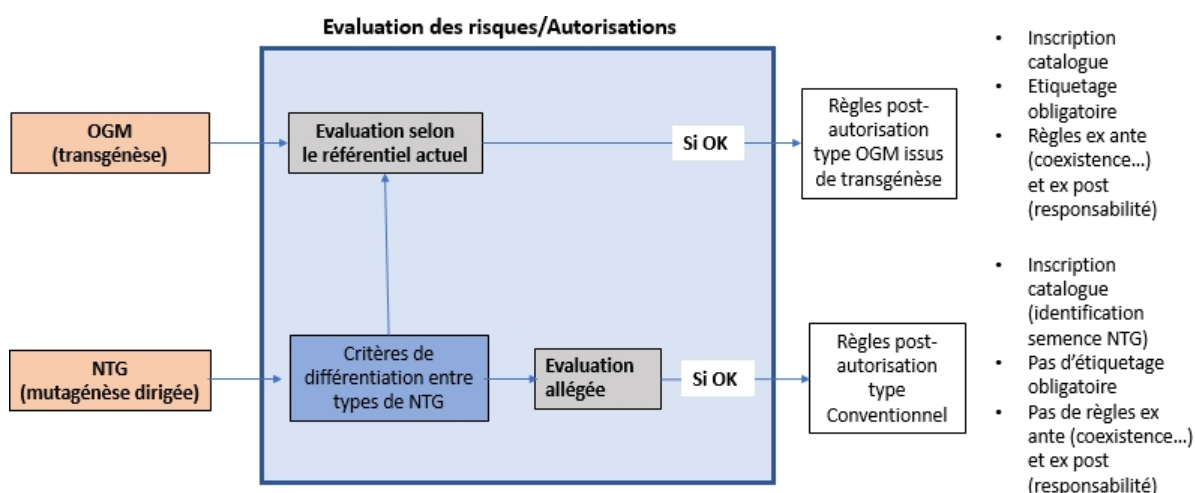 Evaluation des risques/Autorisations
OGM
(transgénèse)
Evaluation selon
le référentiel actuel
Si OK
Règles post-
autorisation
type OGM issus
de transgénèse
• Inscription
catalogue
• Etiquetage
obligatoire
• Règles ex ante
(coexistence...)
et ex post
(responsabilité)
NTG
(mutagénèse dirigée)
Critères de
différentiation entre
types de NTG
Evaluation
allégée
Si OK
Règles post-
autorisation
type
Conventionnel
• Inscription
catalogue
(identification
semence NTG)
• Pas d’étiquetage
obligatoire
• Pas de règles ex
ante (coexistence...)
et ex post
(responsabilité)